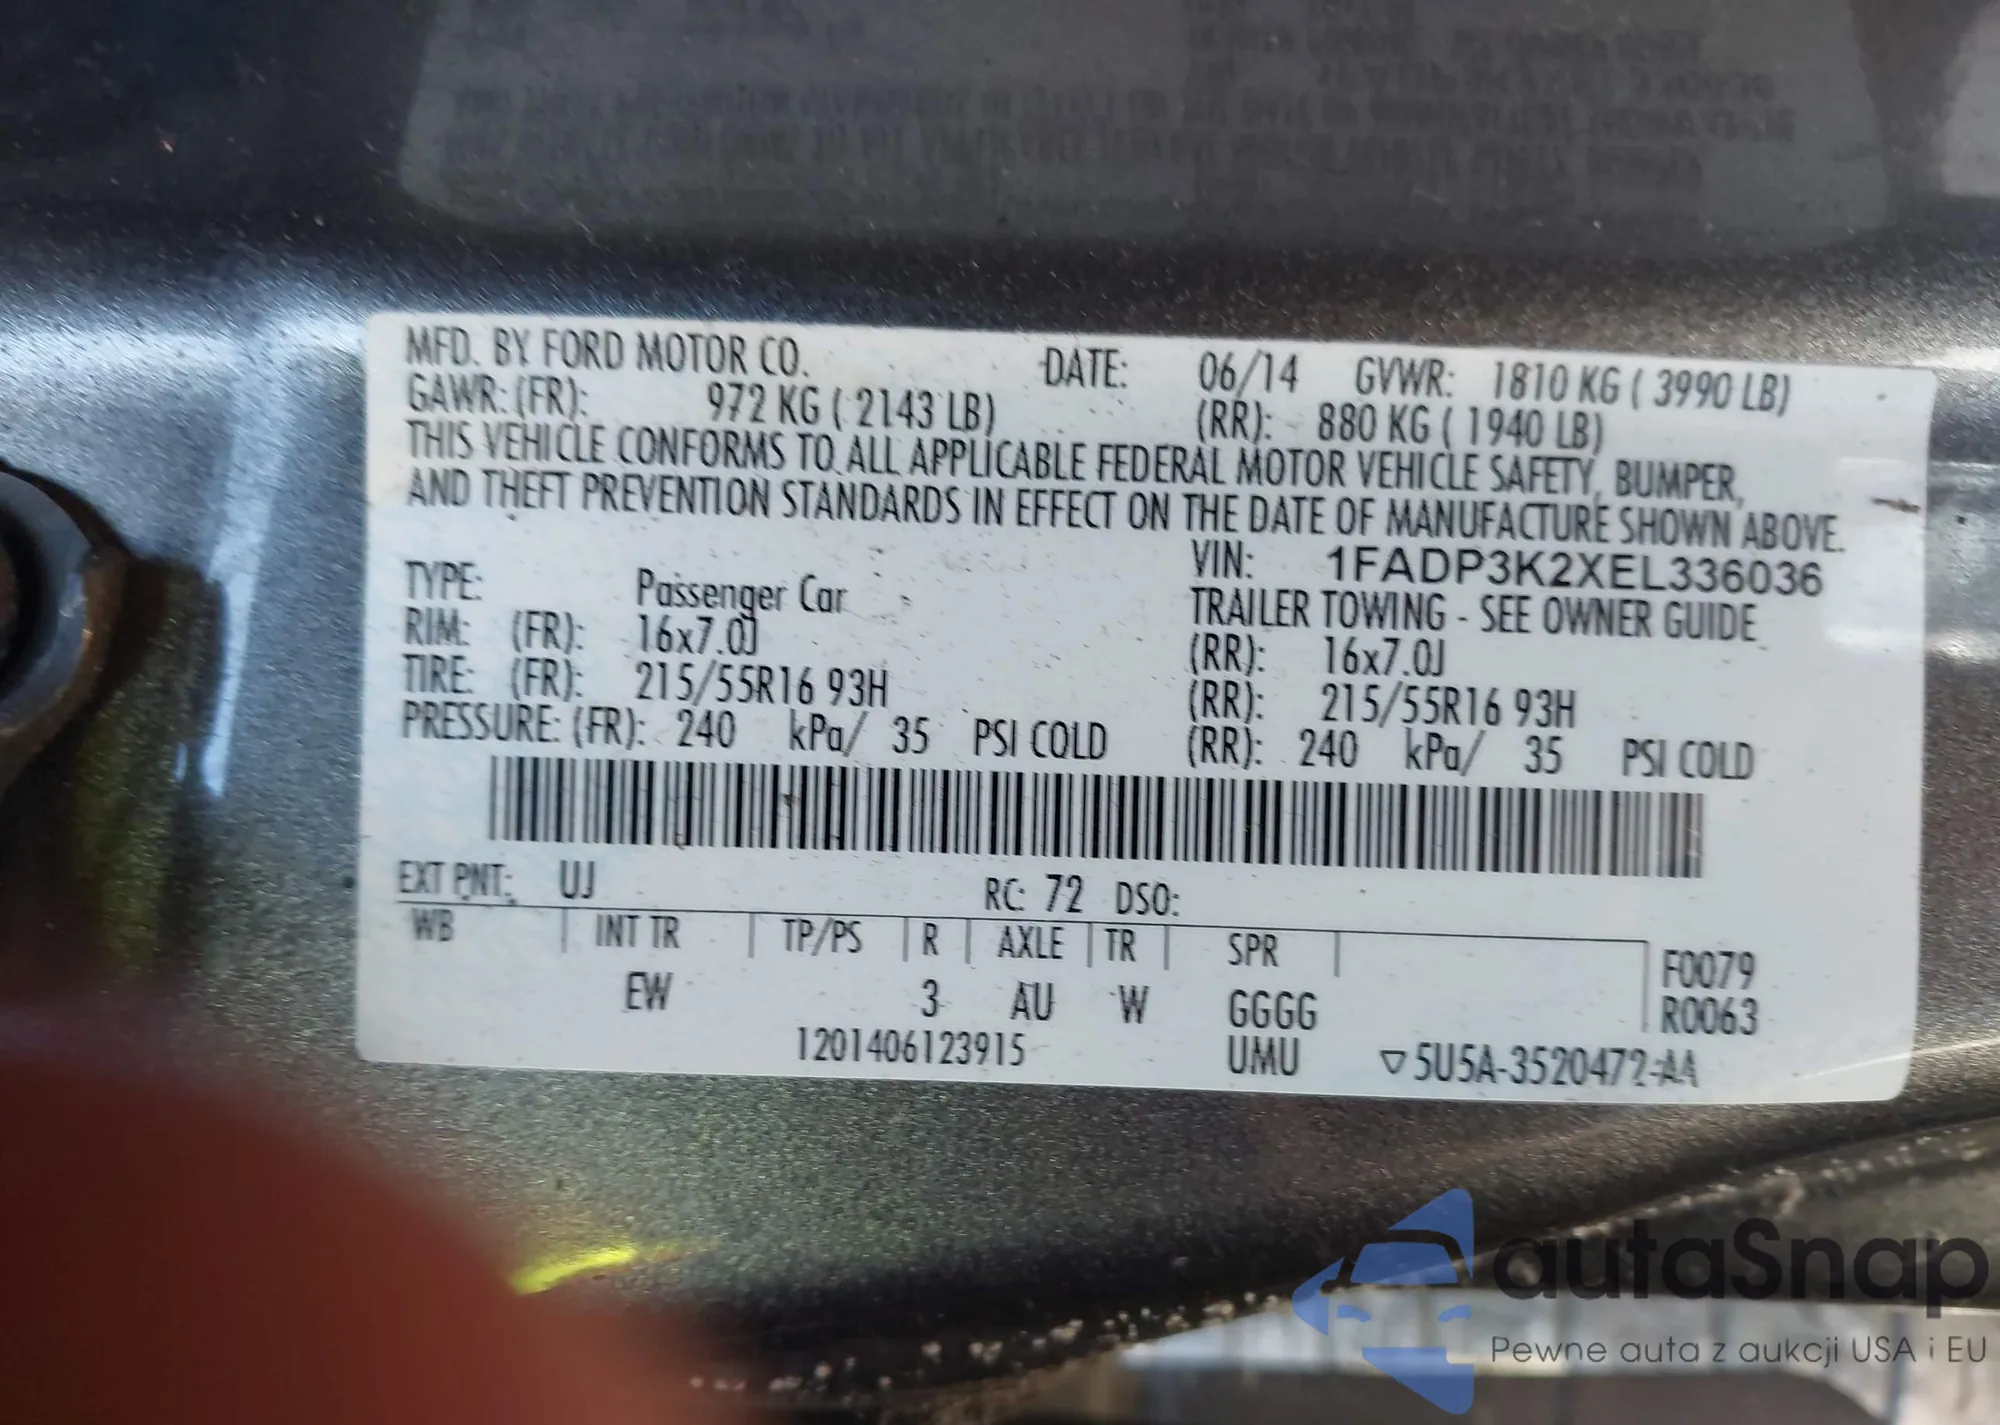 MFD. BY FORD MOTOR CO. DATE: 06/14 GVWR: 1810 KG ( 3990 LB)
GAWR: (FR): 972 KG ( 2143 LB) (RR): 880 KG ( 1940 LB)
THIS VEHICLE CONFORMS TO ALL APPLICABLE FEDERAL MOTOR VEHICLE SAFETY, BUMPER,
AND THEFT PREVENTION STANDARDS IN EFFECT ON THE DATE OF MANUFACTURE SHOWN ABOVE.
VIN: 1FADP3K2XEL336036
TYPE: Passenger Car TRAILER TOWING - SEE OWNER GUIDE
RIM: (FR): 16x7.0J (RR): 16x7.0J
TIRE: (FR): 215/55R16 93H (RR): 215/55R16 93H
PRESSURE: (FR): 240 kPa/ 35 PSI COLD (RR): 240 kPa/ 35 PSI COLD
EXT PNT: UJ RC: 72 DSO:
WB INT TR TP/PS R AXLE TR SPR F0079
EW 3 AU W GGGG R0063
1201406123915 UMU ▽5U5A-3520472-AA
autaSnap
Pewne auta z aukcji USA i EU